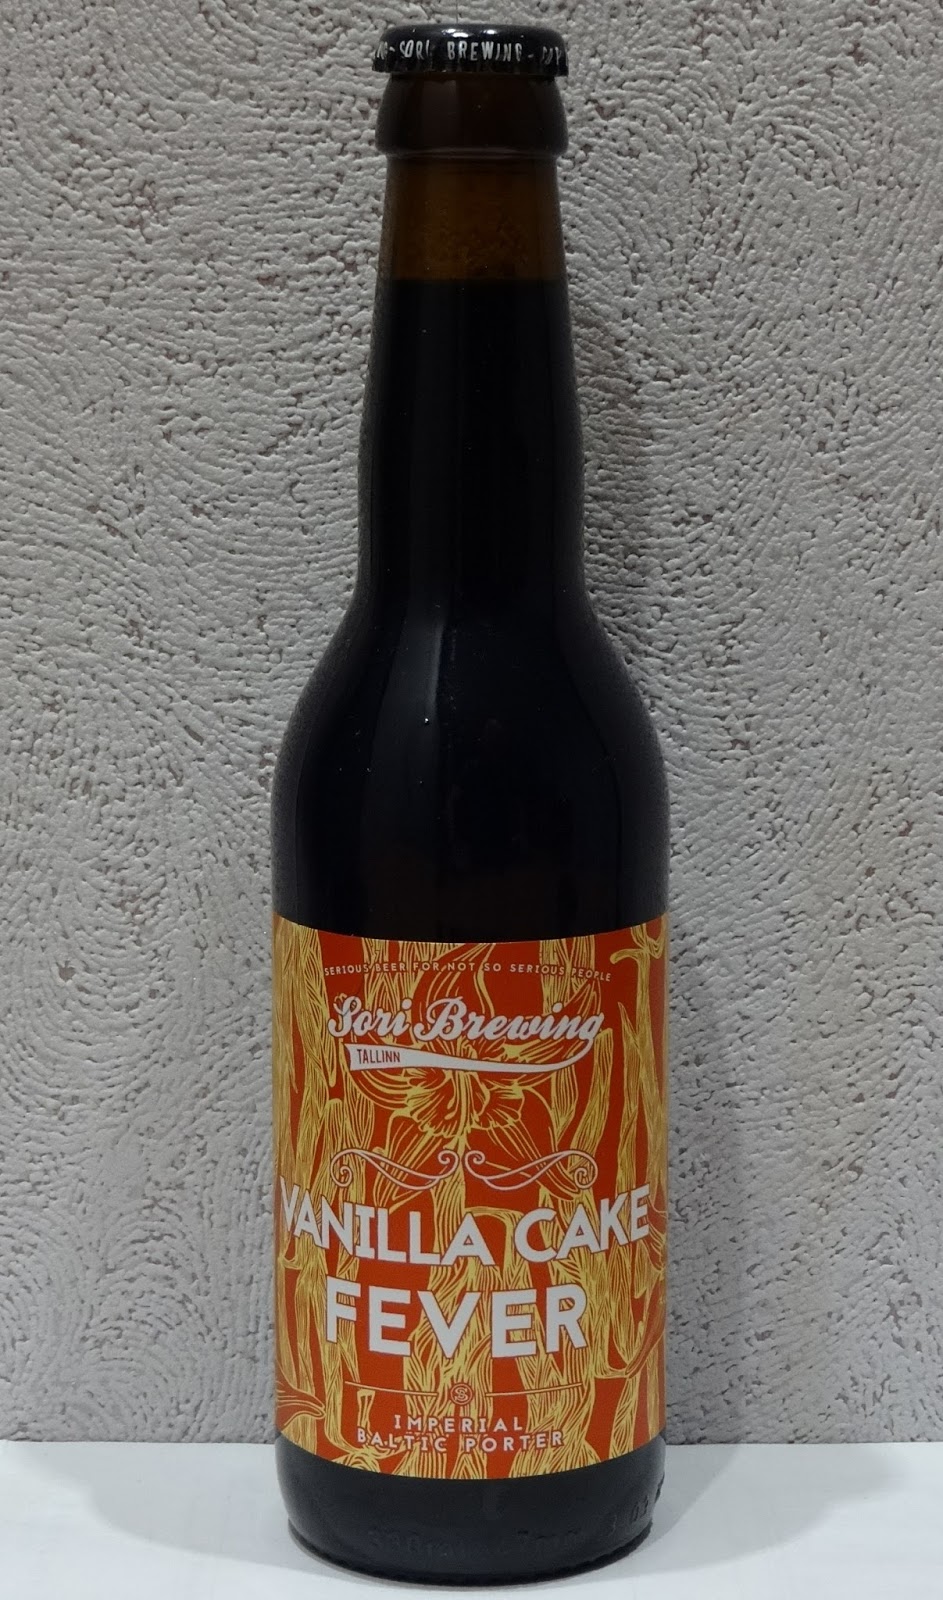 SORI BREWING
SERIOUS BEER FOR NOT SO SERIOUS PEOPLE
Sori Brewing
TALLINN
VANILLA CAKE
FEVER
S
IMPERIAL
BALTIC PORTER